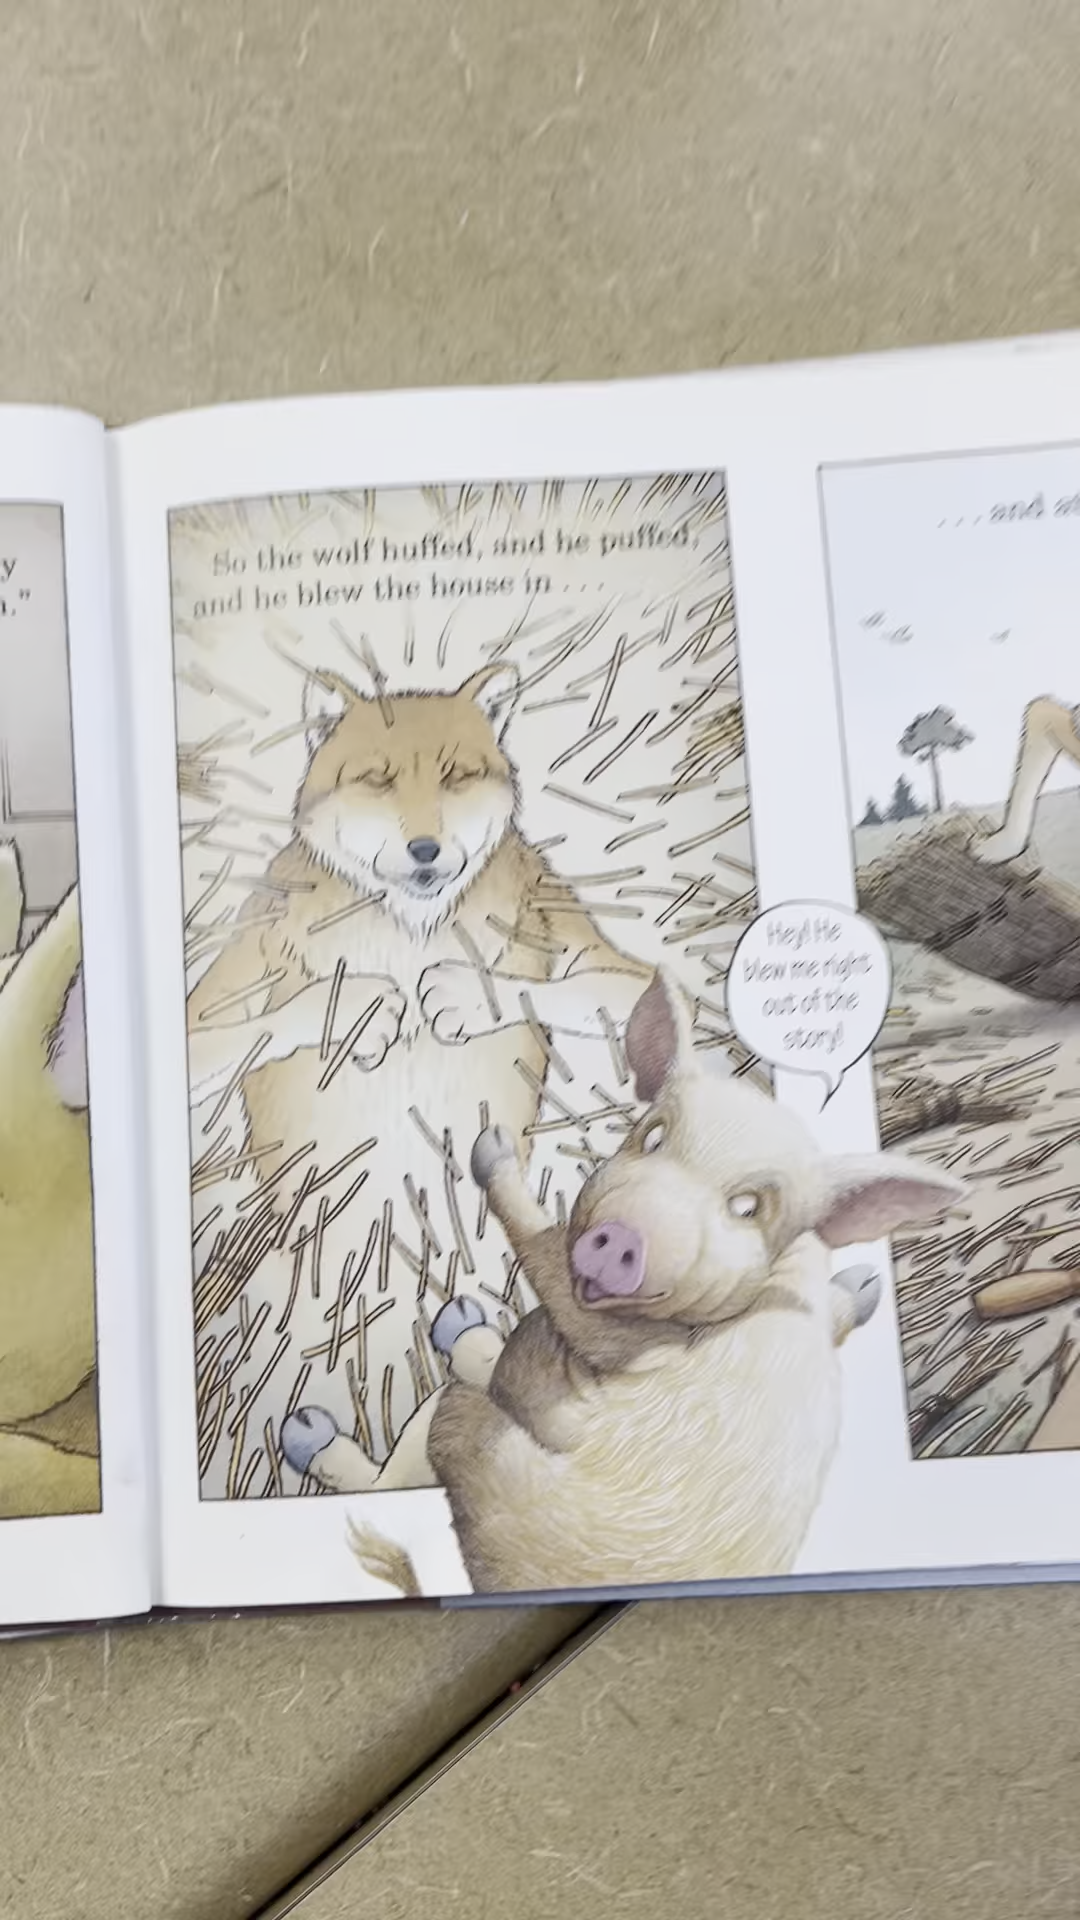 y
."
So the wolf huffed, and he puffed,
and he blew the house in . . .
Hey! He
blew me right
out of the
story!
. . . and